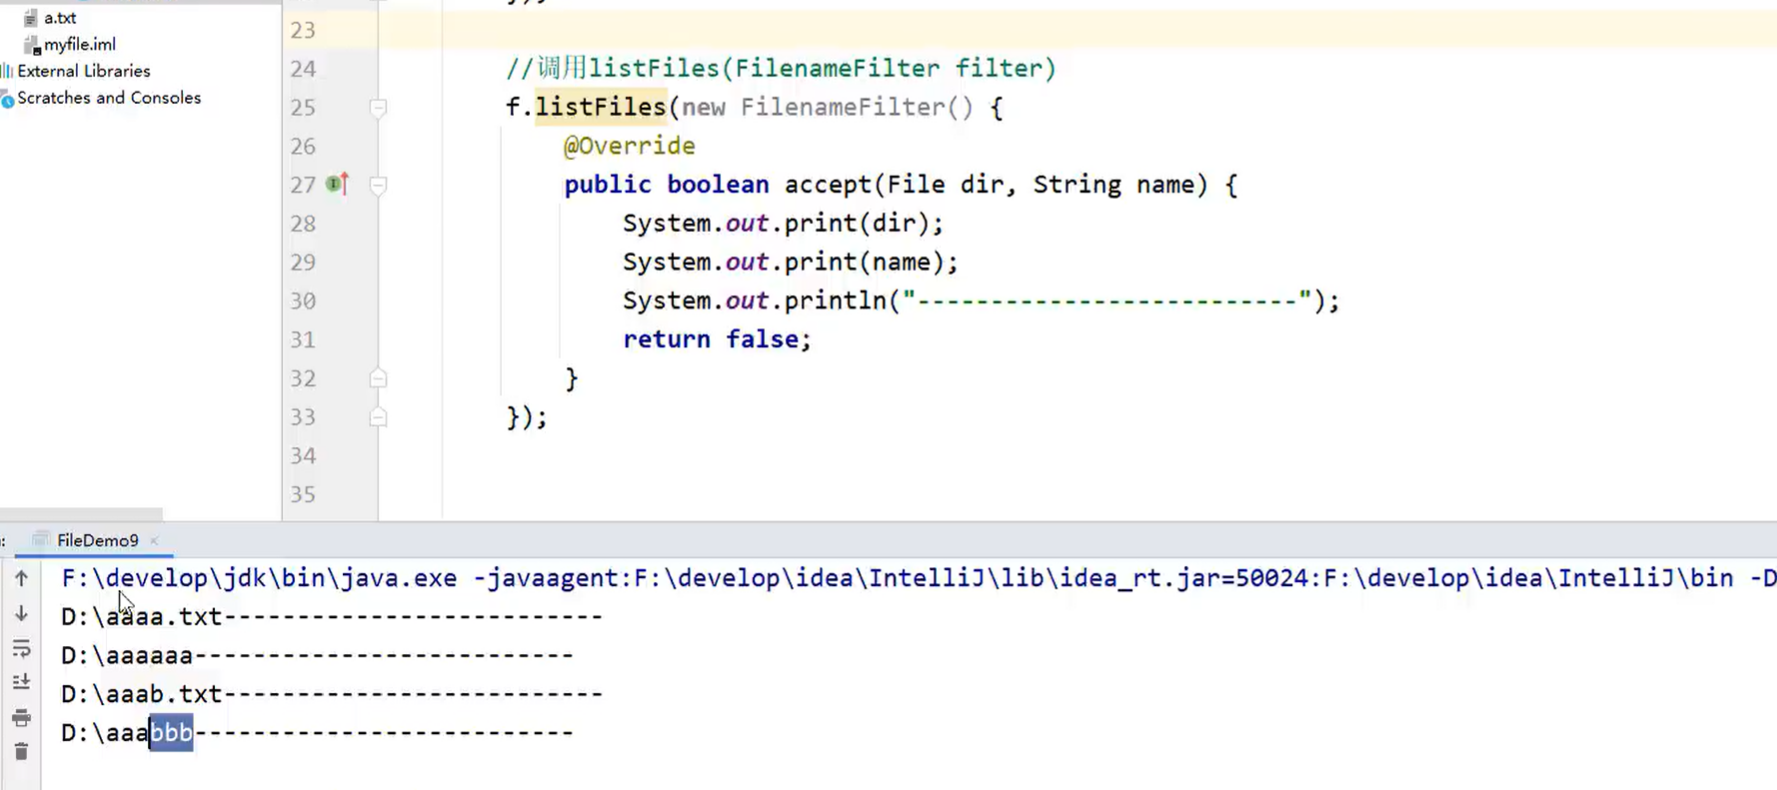 a.txt
myfile.iml
External Libraries
Scratches and Consoles
23
24 //调用listFiles(FilenameFilter filter)
25 f.listFiles(new FilenameFilter() {
26 @Override
27 public boolean accept(File dir, String name) {
28 System.out.print(dir);
29 System.out.print(name);
30 System.out.println("--------------------------");
31 return false;
32 }
33 });
34
35
FileDemo9
F:\develop\jdk\bin\java.exe -javaagent:F:\develop\idea\IntelliJ\lib\idea_rt.jar=50024:F:\develop\idea\IntelliJ\bin -D
D:\aaaa.txt--------------------------
D:\aaaaaa--------------------------
D:\aaab.txt--------------------------
D:\aaabbb--------------------------